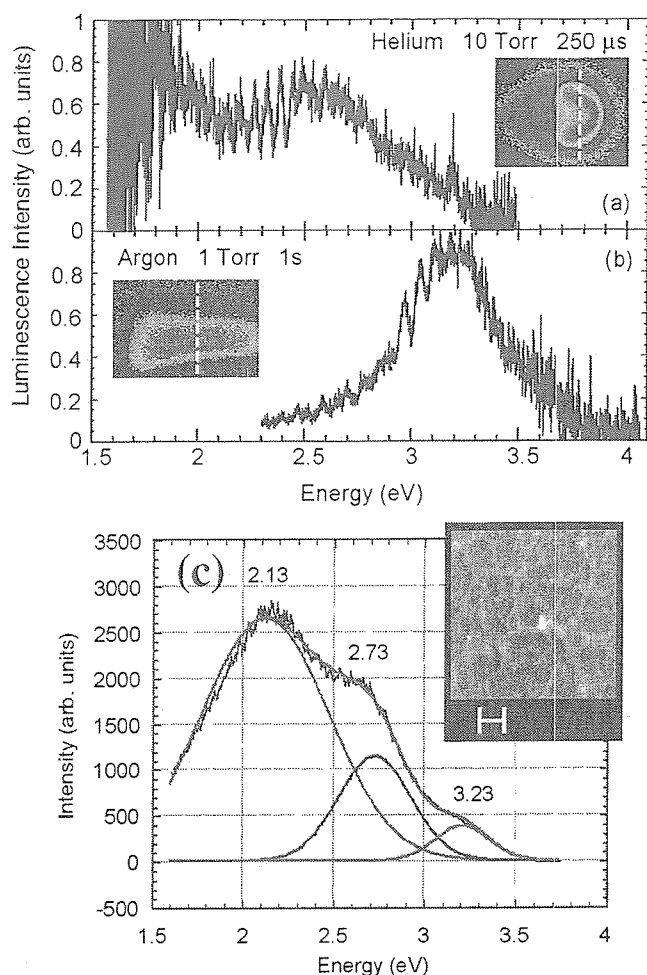 Luminescence Intensity (arb. units)
1
0.8
0.6
0.4
0.2
0
Helium 10 Torr 250 μs
(a)
0.8
0.6
0.4
0.2
0
Argon 1 Torr 1s
(b)
1.5 2 2.5 3 3.5 4
Energy (eV)
Intensity (arb. units)
3500
3000
2500
2000
1500
1000
500
0
-500
(c)
2.13
2.73
3.23
1.5 2 2.5 3 3.5 4
Energy (eV)